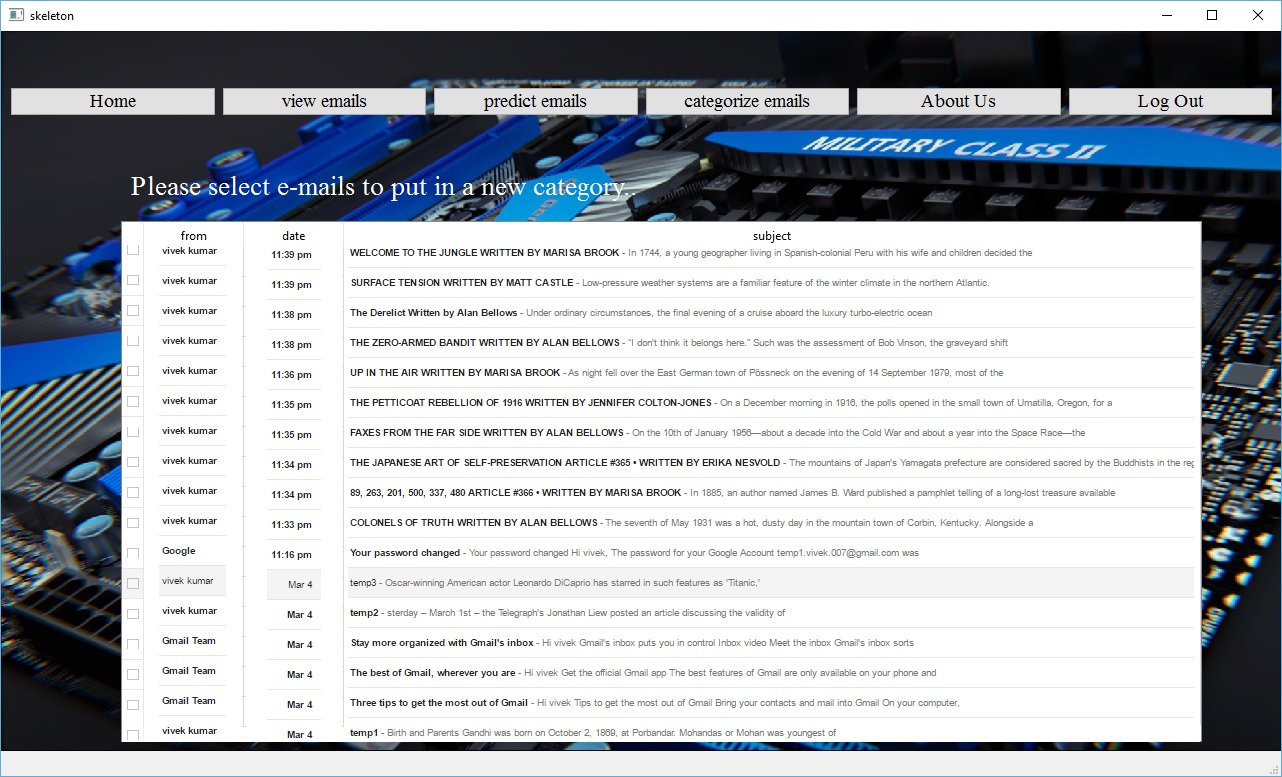 skeleton
Home view emails predict emails categorize emails About Us Log Out
MILITARY CLASS II
Please select e-mails to put in a new category..
from date subject
vivek kumar 11:39 pm WELCOME TO THE JUNGLE WRITTEN BY MARISA BROOK - In 1744, a young geographer living in Spanish-colonial Peru with his wife and children decided the
vivek kumar 11:39 pm SURFACE TENSION WRITTEN BY MATT CASTLE - Low-pressure weather systems are a familiar feature of the winter climate in the northern Atlantic.
vivek kumar 11:38 pm The Derelict Written by Alan Bellows - Under ordinary circumstances, the final evening of a cruise aboard the luxury turbo-electric ocean
vivek kumar 11:38 pm THE ZERO-ARMED BANDIT WRITTEN BY ALAN BELLOWS - "I don't think it belongs here." Such was the assessment of Bob Vinson, the graveyard shift
vivek kumar 11:36 pm UP IN THE AIR WRITTEN BY MARISA BROOK - As night fell over the East German town of Pössneck on the evening of 14 September 1979, most of the
vivek kumar 11:35 pm THE PETTICOAT REBELLION OF 1916 WRITTEN BY JENNIFER COLTON-JONES - On a December morning in 1916, the polls opened in the small town of Umatilla, Oregon, for a
vivek kumar 11:35 pm FAXES FROM THE FAR SIDE WRITTEN BY ALAN BELLOWS - On the 10th of January 1956—about a decade into the Cold War and about a year into the Space Race—the
vivek kumar 11:34 pm THE JAPANESE ART OF SELF-PRESERVATION ARTICLE #365 • WRITTEN BY ERIKA NESVOLD - The mountains of Japan's Yamagata prefecture are considered sacred by the Buddhists in the reg
vivek kumar 11:34 pm 89, 263, 201, 500, 337, 480 ARTICLE #366 • WRITTEN BY MARISA BROOK - In 1885, an author named James B. Ward published a pamphlet telling of a long-lost treasure available
vivek kumar 11:33 pm COLONELS OF TRUTH WRITTEN BY ALAN BELLOWS - The seventh of May 1931 was a hot, dusty day in the mountain town of Corbin, Kentucky. Alongside a
Google 11:16 pm Your password changed - Your password changed Hi vivek, The password for your Google Account temp1.vivek.007@gmail.com was
vivek kumar Mar 4 temp3 - Oscar-winning American actor Leonardo DiCaprio has starred in such features as 'Titanic,'
vivek kumar Mar 4 temp2 - sterday – March 1st – the Telegraph's Jonathan Liew posted an article discussing the validity of
Gmail Team Mar 4 Stay more organized with Gmail's inbox - Hi vivek Gmail's inbox puts you in control Inbox video Meet the inbox Gmail's inbox sorts
Gmail Team Mar 4 The best of Gmail, wherever you are - Hi vivek Get the official Gmail app The best features of Gmail are only available on your phone and
Gmail Team Mar 4 Three tips to get the most out of Gmail - Hi vivek Tips to get the most out of Gmail Bring your contacts and mail into Gmail On your computer,
vivek kumar Mar 4 temp1 - Birth and Parents Gandhi was born on October 2, 1869, at Porbandar. Mohandas or Mohan was youngest of